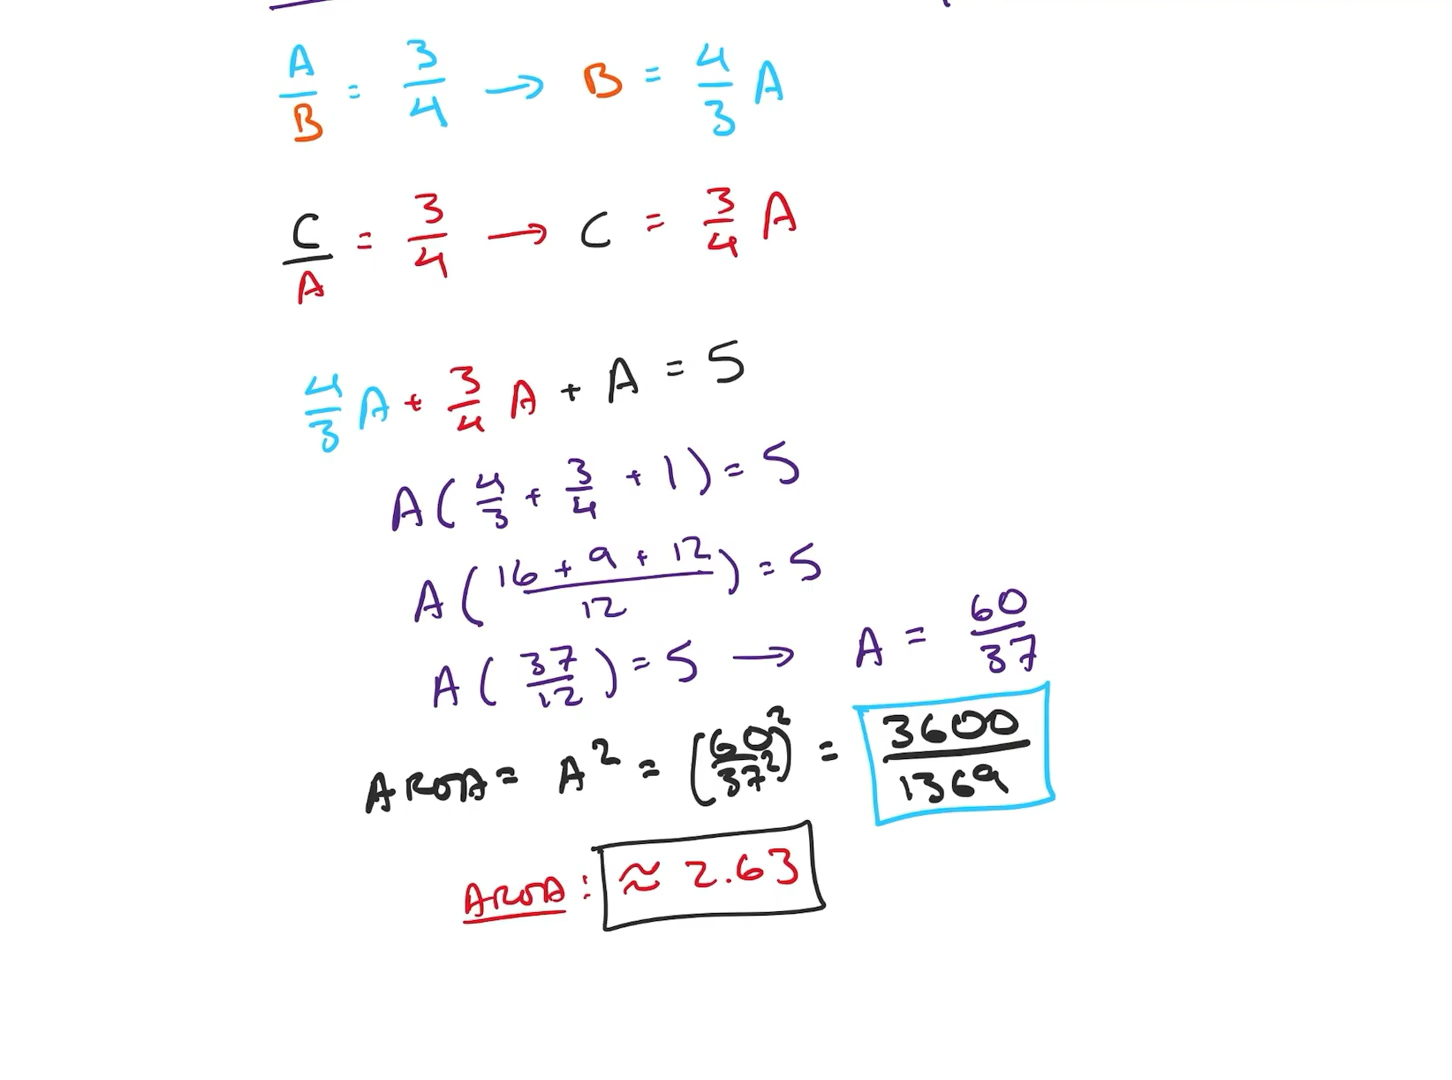 A/B = 3/4 → B = 4/3 A
C/A = 3/4 → C = 3/4 A
4/3 A + 3/4 A + A = 5
A(4/3 + 3/4 + 1) = 5
A((16 + 9 + 12)/12) = 5
A(37/12) = 5 → A = 60/37
AREA = A² = (60²/37²) = 3600/1369
AREA: ≈ 2.63